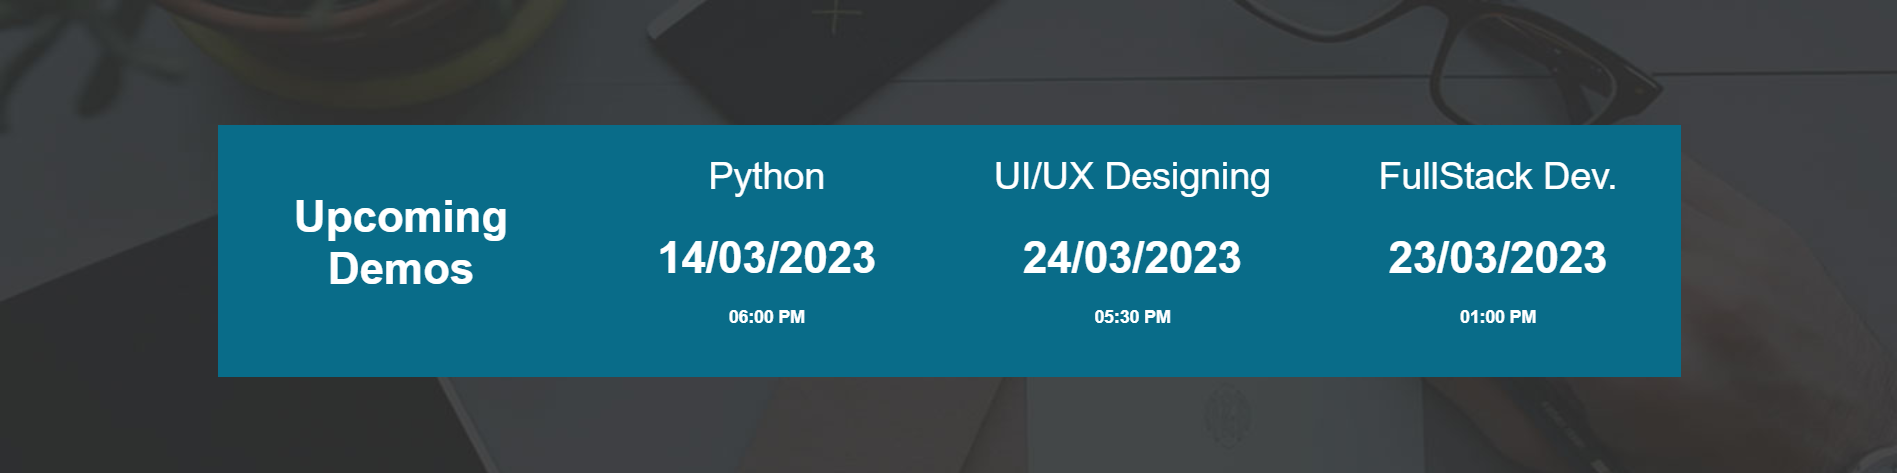 Upcoming
Demos
Python
14/03/2023
06:00 PM
UI/UX Designing
24/03/2023
05:30 PM
FullStack Dev.
23/03/2023
01:00 PM